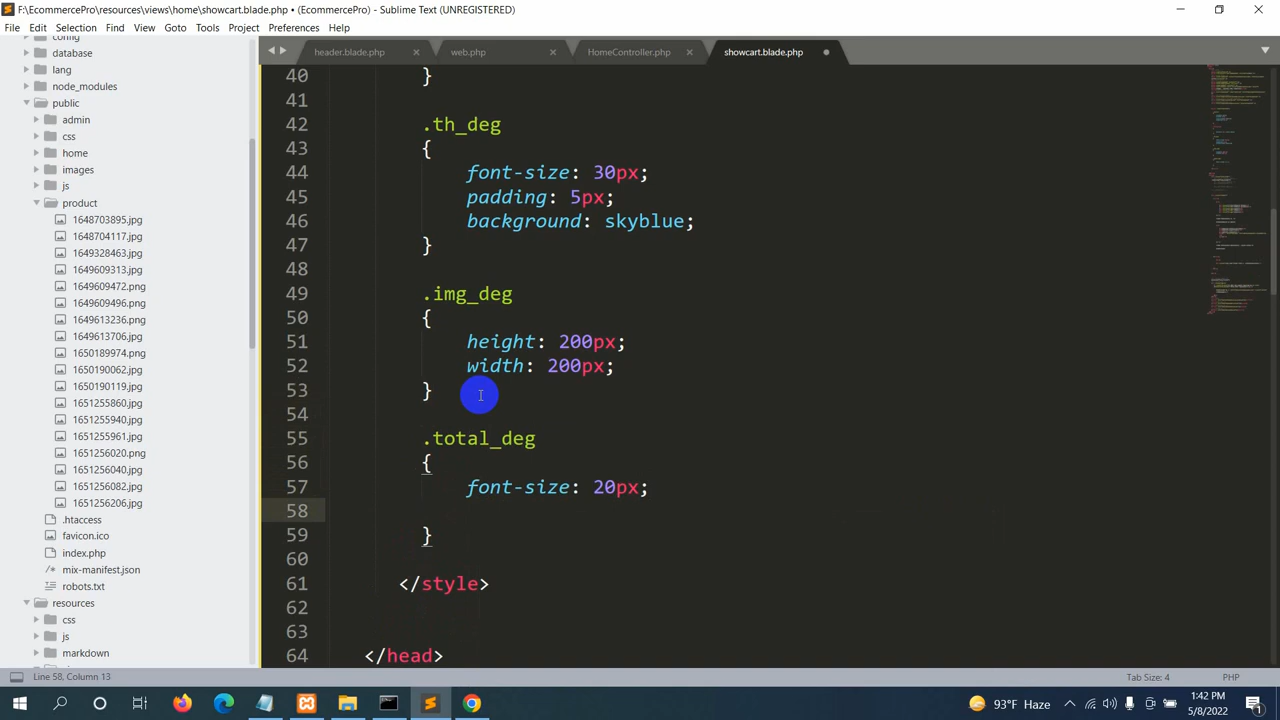 F:\EcommercePro\resources\views\home\showcart.blade.php • (EcommercePro) - Sublime Text (UNREGISTERED)
File Edit Selection Find View Goto Tools Project Preferences Help
header.blade.php web.php HomeController.php showcart.blade.php
config
database
lang
node_modules
public
admin
css
home
images
js
product
1648703895.jpg
1648704117.jpg
1649328463.jpg
1649609313.jpg
1649609472.png
1649609496.png
1649613236.png
1649613706.jpg
1650189974.png
1650190062.jpg
1650190119.jpg
1651255860.jpg
1651255940.jpg
1651255961.jpg
1651256020.png
1651256040.jpg
1651256082.jpg
1651256206.jpg
.htaccess
favicon.ico
index.php
mix-manifest.json
robots.txt
resources
css
js
markdown
40 }
41
42 .th_deg
43 {
44 font-size: 30px;
45 padding: 5px;
46 background: skyblue;
47 }
48
49 .img_deg
50 {
51 height: 200px;
52 width: 200px;
53 }
54
55 .total_deg
56 {
57 font-size: 20px;
58
59 }
60
61 </style>
62
63
64 </head>
Line 58, Column 13 Tab Size: 4 PHP
93°F Haze 1:42 PM
5/8/2022